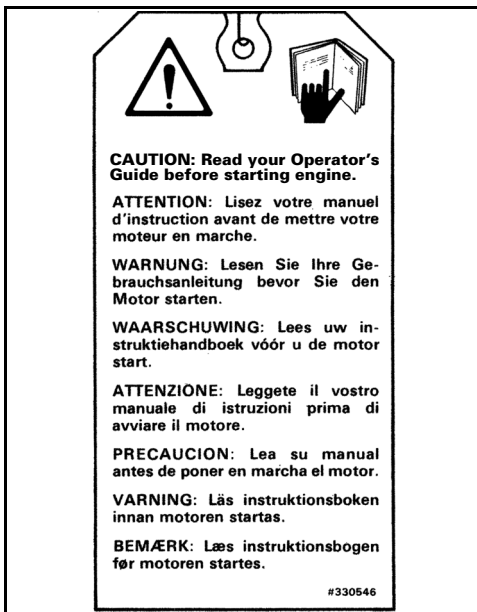 CAUTION: Read your Operator's
Guide before starting engine.
ATTENTION: Lisez votre manuel
d'instruction avant de mettre votre
moteur en marche.
WARNUNG: Lesen Sie Ihre Ge-
brauchsanleitung bevor Sie den
Motor starten.
WAARSCHUWING: Lees uw in-
struktiehandboek vóór u de motor
start.
ATTENZIONE: Leggete il vostro
manuale di istruzioni prima di
avviare il motore.
PRECAUCION: Lea su manual
antes de poner en marcha el motor.
VARNING: Läs instruktionsboken
innan motoren startas.
BEMÆRK: Læs instruktionsbogen
før motoren startes.
#330546